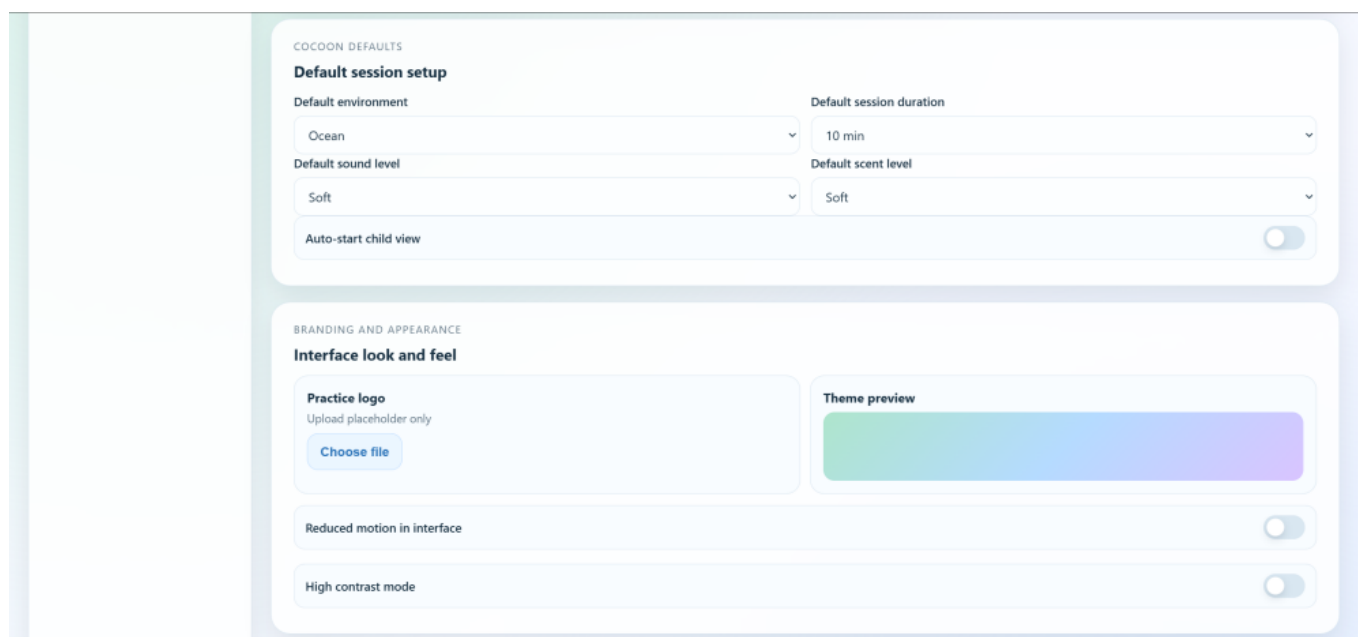 COCOON DEFAULTS
Default session setup
Default environment
Default session duration
Ocean
10 min
Default sound level
Default scent level
Soft
Soft
Auto-start child view
BRANDING AND APPEARANCE
Interface look and feel
Practice logo
Upload placeholder only
Choose file
Theme preview
Reduced motion in interface
High contrast mode